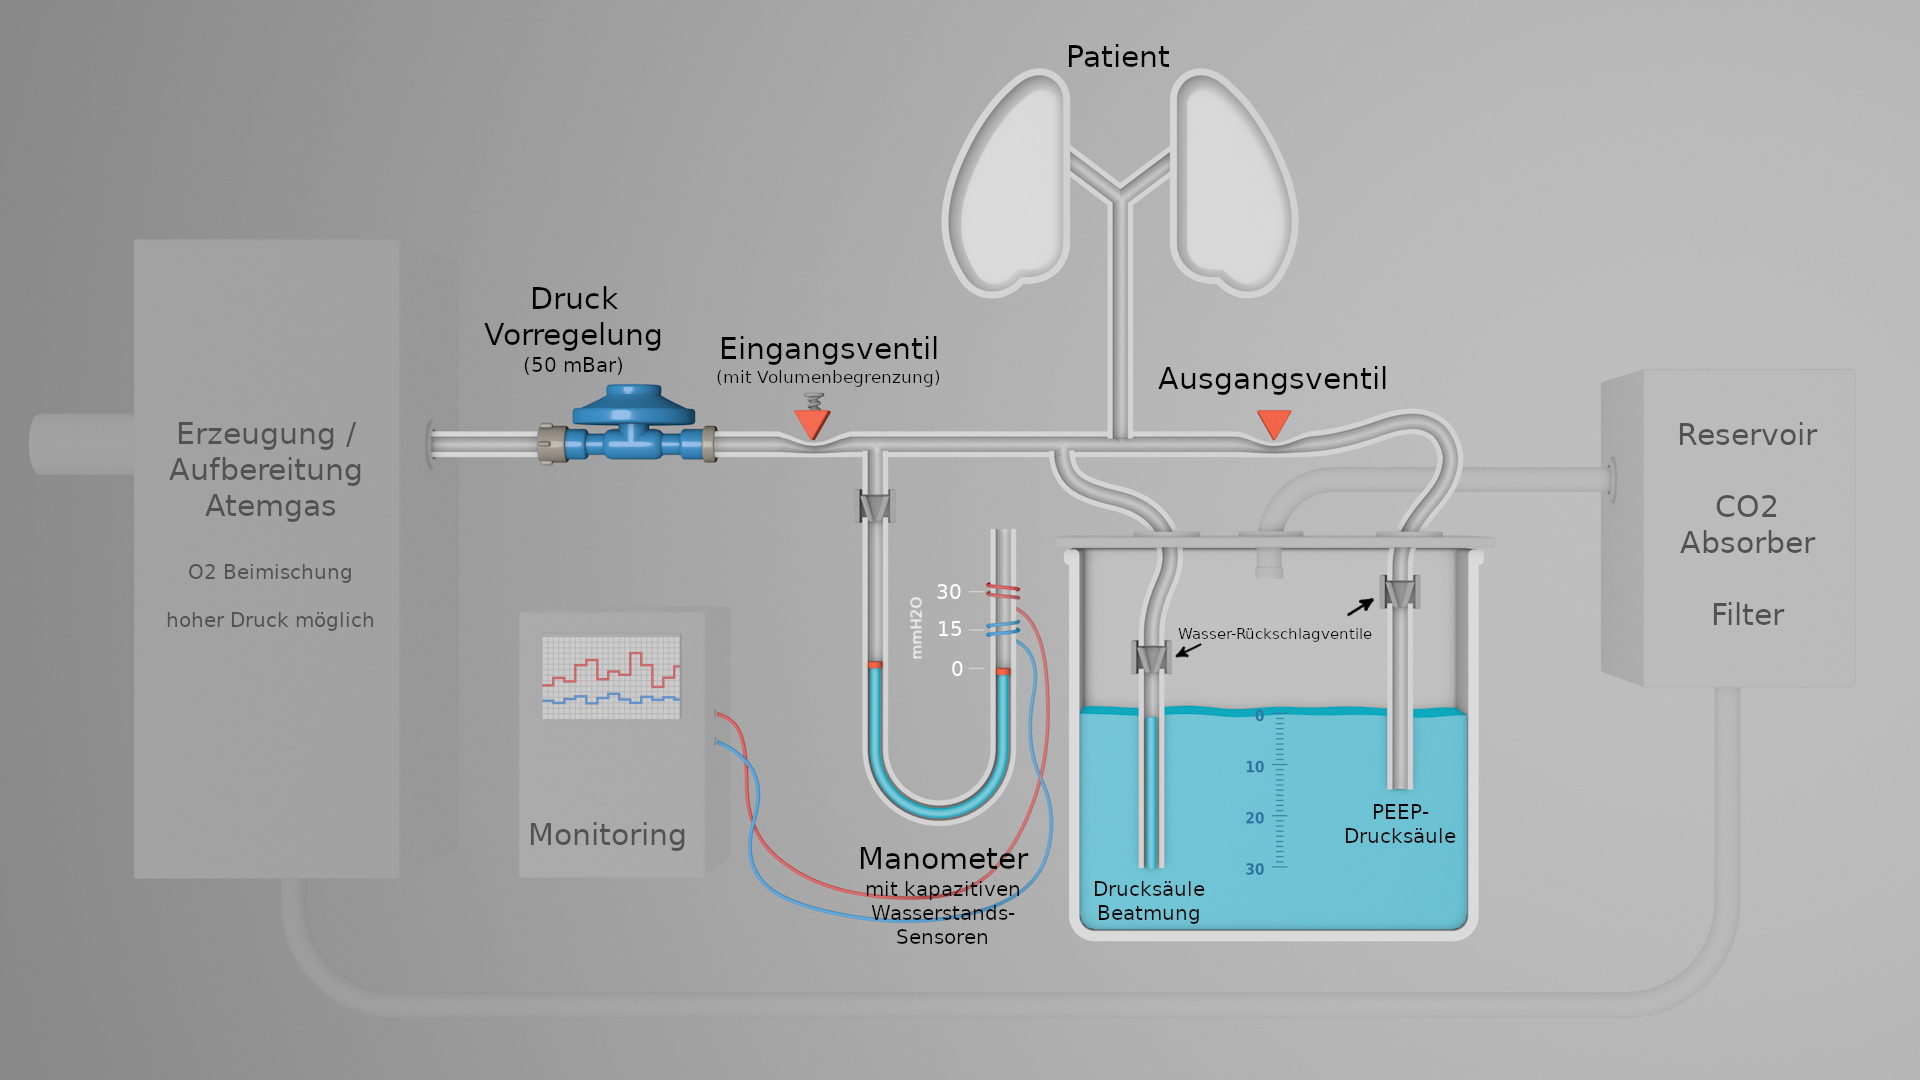 Patient
Druck
Vorregelung
(50 mBar)
Eingangsventil
(mit Volumenbegrenzung)
Ausgangsventil
Erzeugung /
Aufbereitung
Atemgas
O2 Beimischung
hoher Druck möglich
Reservoir
CO2
Absorber
Filter
mmH2O
30
15
0
Wasser-Rückschlagventile
0
10
20
30
PEEP-
Drucksäule
Drucksäule
Beatmung
Monitoring
Manometer
mit kapazitiven
Wasserstands-
Sensoren